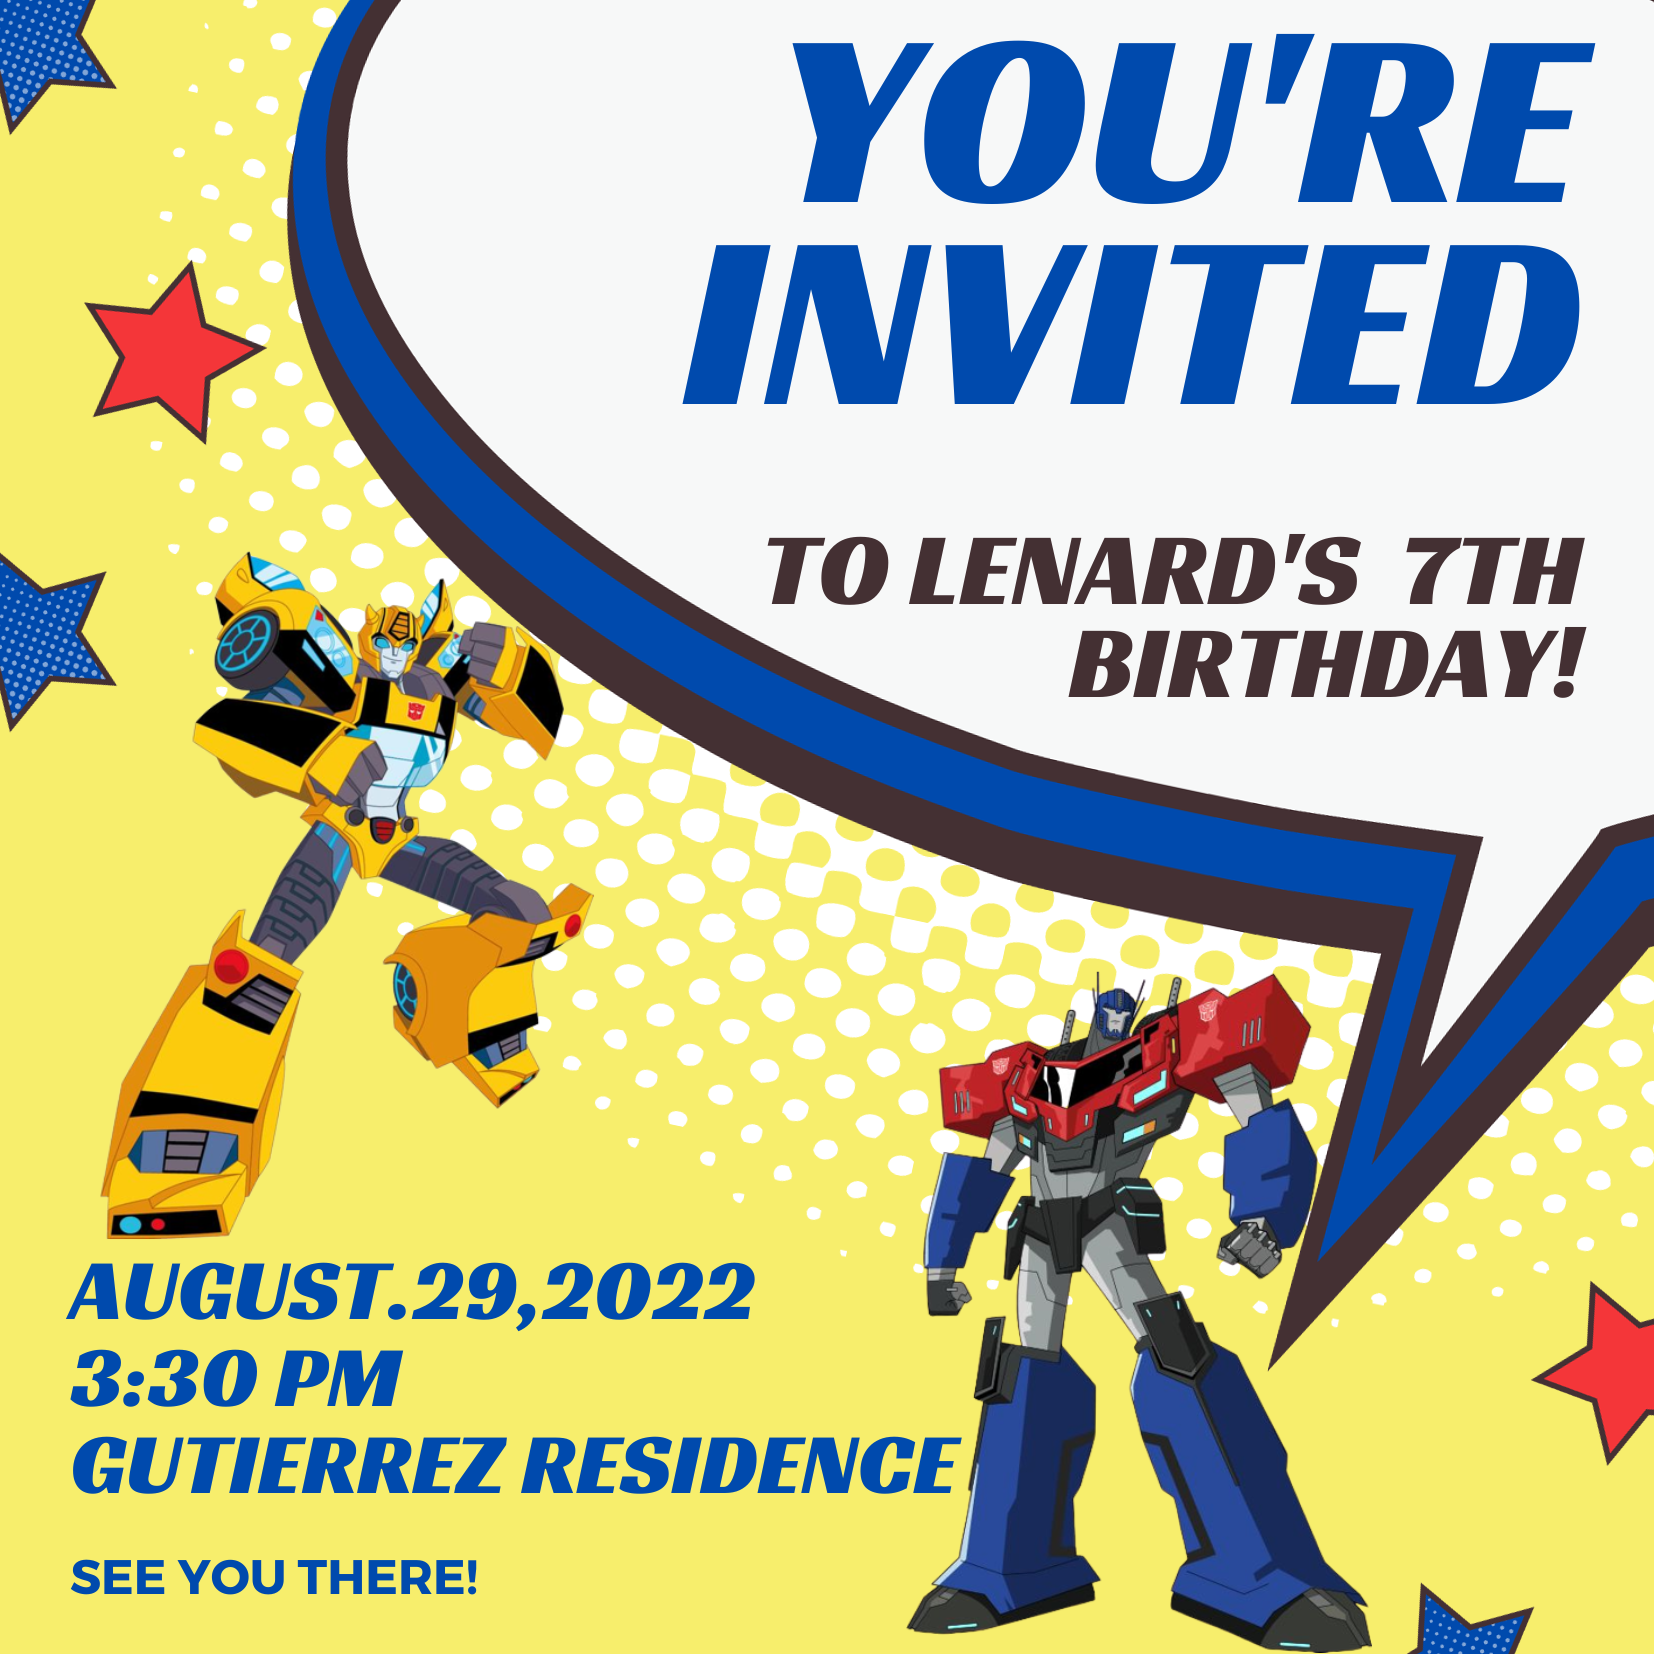 YOU'RE
INVITED
TO LENARD'S 7TH
BIRTHDAY!
AUGUST.29,2022
3:30 PM
GUTIERREZ RESIDENCE
SEE YOU THERE!